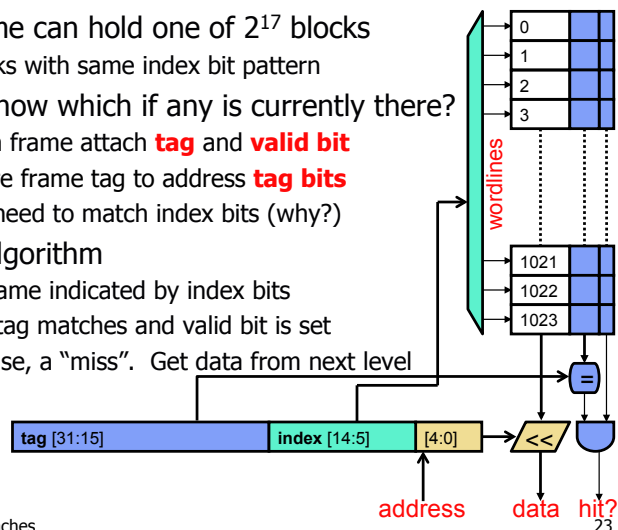 me can hold one of 2¹⁷ blocks
ks with same index bit pattern
now which if any is currently there?
frame attach tag and valid bit
e frame tag to address tag bits
need to match index bits (why?)
lgorithm
ame indicated by index bits
tag matches and valid bit is set
se, a “miss”. Get data from next level
0
1
2
3
wordlines
1021
1022
1023
=
tag [31:15]
index [14:5]
[4:0]
<<
address
data
hit?
aches
23